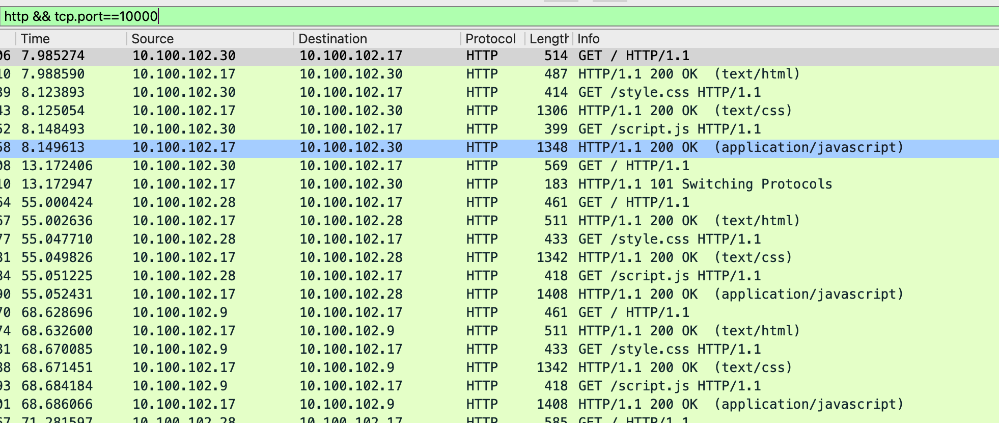 http && tcp.port==10000
Time Source Destination Protocol Length Info
06 7.985274 10.100.102.30 10.100.102.17 HTTP 514 GET / HTTP/1.1
10 7.988590 10.100.102.17 10.100.102.30 HTTP 487 HTTP/1.1 200 OK (text/html)
39 8.123893 10.100.102.30 10.100.102.17 HTTP 414 GET /style.css HTTP/1.1
43 8.125054 10.100.102.17 10.100.102.30 HTTP 1306 HTTP/1.1 200 OK (text/css)
52 8.148493 10.100.102.30 10.100.102.17 HTTP 399 GET /script.js HTTP/1.1
58 8.149613 10.100.102.17 10.100.102.30 HTTP 1348 HTTP/1.1 200 OK (application/javascript)
08 13.172406 10.100.102.30 10.100.102.17 HTTP 569 GET / HTTP/1.1
10 13.172947 10.100.102.17 10.100.102.30 HTTP 183 HTTP/1.1 101 Switching Protocols
64 55.000424 10.100.102.28 10.100.102.17 HTTP 461 GET / HTTP/1.1
67 55.002636 10.100.102.17 10.100.102.28 HTTP 511 HTTP/1.1 200 OK (text/html)
77 55.047710 10.100.102.28 10.100.102.17 HTTP 433 GET /style.css HTTP/1.1
81 55.049826 10.100.102.17 10.100.102.28 HTTP 1342 HTTP/1.1 200 OK (text/css)
84 55.051225 10.100.102.28 10.100.102.17 HTTP 418 GET /script.js HTTP/1.1
90 55.052431 10.100.102.17 10.100.102.28 HTTP 1408 HTTP/1.1 200 OK (application/javascript)
70 68.628696 10.100.102.9 10.100.102.17 HTTP 461 GET / HTTP/1.1
74 68.632600 10.100.102.17 10.100.102.9 HTTP 511 HTTP/1.1 200 OK (text/html)
81 68.670085 10.100.102.9 10.100.102.17 HTTP 433 GET /style.css HTTP/1.1
88 68.671451 10.100.102.17 10.100.102.9 HTTP 1342 HTTP/1.1 200 OK (text/css)
93 68.684184 10.100.102.9 10.100.102.17 HTTP 418 GET /script.js HTTP/1.1
01 68.686066 10.100.102.17 10.100.102.9 HTTP 1408 HTTP/1.1 200 OK (application/javascript)
67 71.281597 10.100.102.28 10.100.102.17 HTTP 585 GET / HTTP/1.1